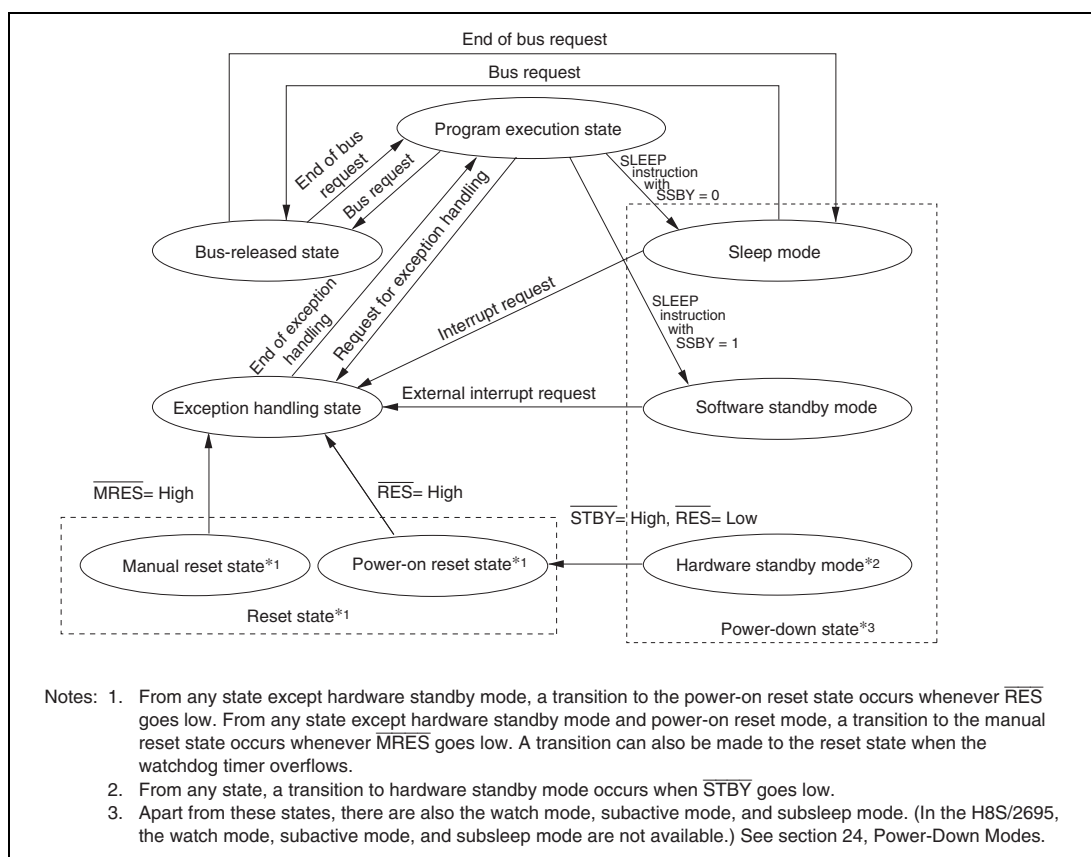 End of bus request
Bus request
Program execution state
End of bus
request
Bus request
SLEEP
instruction
with
SSBY = 0
Bus-released state
Sleep mode
End of exception
handling
Request for exception handling
Interrupt request
SLEEP
instruction
with
SSBY = 1
Exception handling state
External interrupt request
Software standby mode
MRES= High
RES= High
STBY= High, RES= Low
Manual reset state*1
Power-on reset state*1
Hardware standby mode*2
Reset state*1
Power-down state*3
Notes: 1. From any state except hardware standby mode, a transition to the power-on reset state occurs whenever RES
goes low. From any state except hardware standby mode and power-on reset mode, a transition to the manual
reset state occurs whenever MRES goes low. A transition can also be made to the reset state when the
watchdog timer overflows.
2. From any state, a transition to hardware standby mode occurs when STBY goes low.
3. Apart from these states, there are also the watch mode, subactive mode, and subsleep mode. (In the H8S/2695,
the watch mode, subactive mode, and subsleep mode are not available.) See section 24, Power-Down Modes.